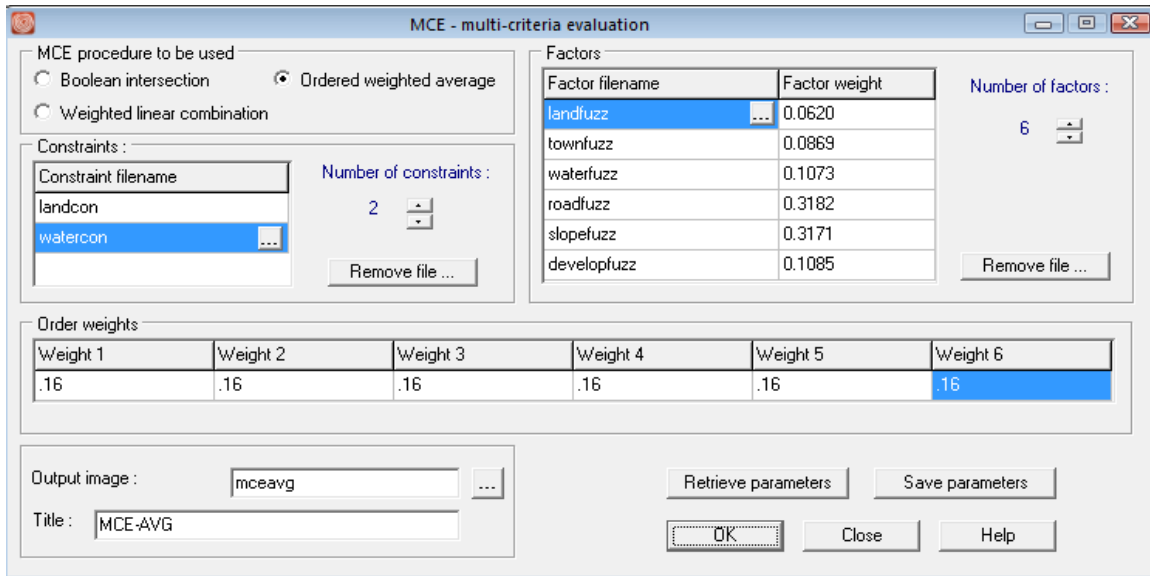 MCE - multi-criteria evaluation
MCE procedure to be used
Boolean intersection
Ordered weighted average
Weighted linear combination
Constraints :
Constraint filename
landcon
watercon
...
Number of constraints :
2
Remove file ...
Factors
Factor filename Factor weight
landfuzz ... 0.0620
townfuzz 0.0869
waterfuzz 0.1073
roadfuzz 0.3182
slopefuzz 0.3171
developfuzz 0.1085
Number of factors :
6
Remove file ...
Order weights
Weight 1 Weight 2 Weight 3 Weight 4 Weight 5 Weight 6
.16 .16 .16 .16 .16 .16
Output image : mceavg ...
Title : MCE-AVG
Retrieve parameters Save parameters
OK Close Help